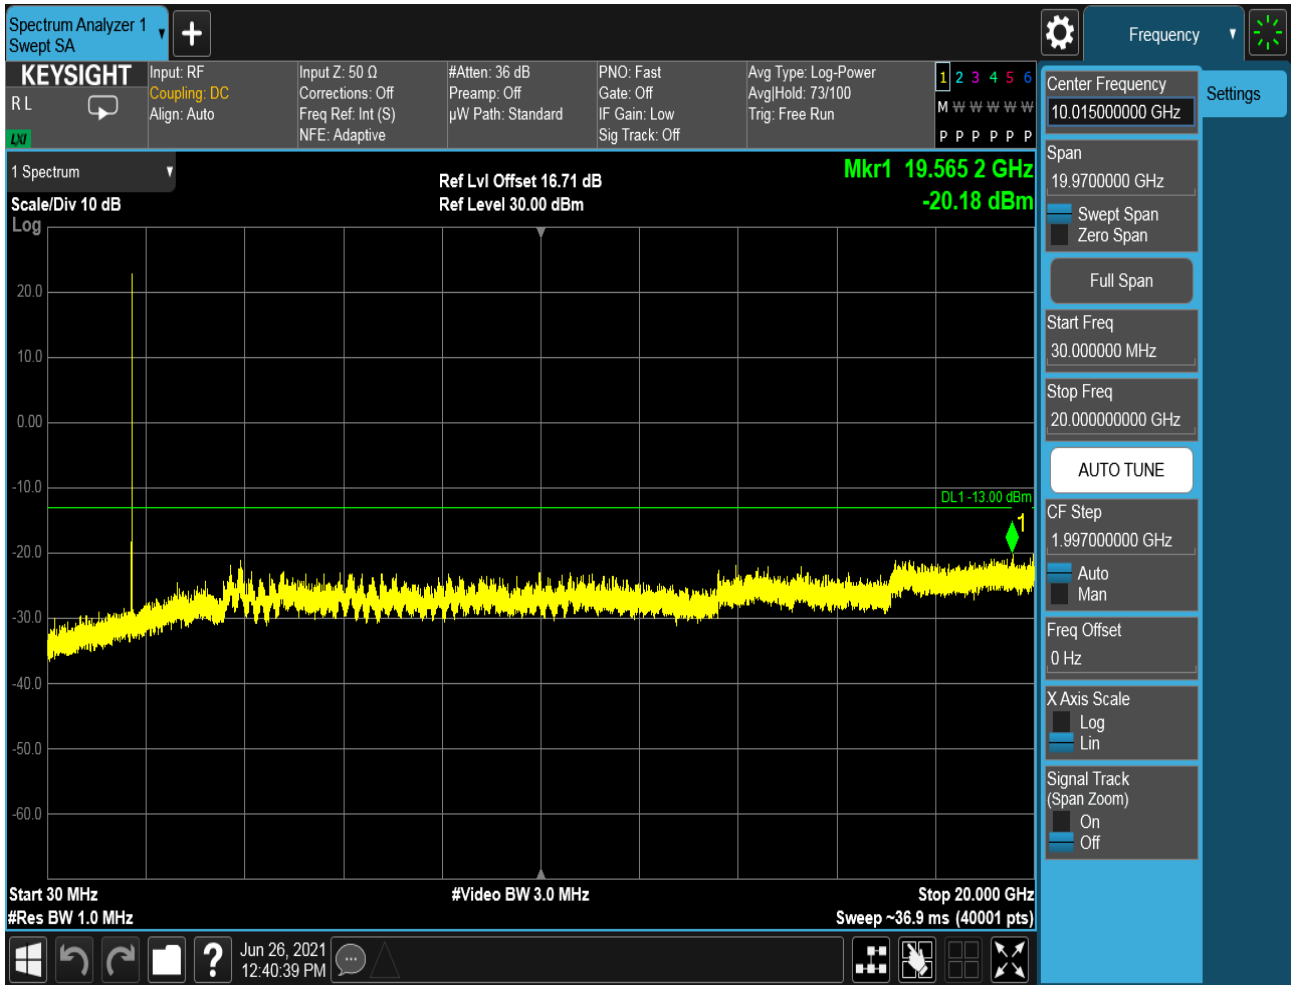 Spectrum Analyzer 1
Swept SA
Frequency
KEYSIGHT
R L
LXI
Input: RF
Coupling: DC
Align: Auto
Input Z: 50 Ω
Corrections: Off
Freq Ref: Int (S)
NFE: Adaptive
#Atten: 36 dB
Preamp: Off
µW Path: Standard
PNO: Fast
Gate: Off
IF Gain: Low
Sig Track: Off
Avg Type: Log-Power
Avg|Hold: 73/100
Trig: Free Run
1 2 3 4 5 6
M W W W W W
P P P P P P
1 Spectrum
Scale/Div 10 dB
Log
Ref Lvl Offset 16.71 dB
Ref Level 30.00 dBm
Mkr1 19.565 2 GHz
-20.18 dBm
20.0
10.0
0.00
-10.0
-20.0
-30.0
-40.0
-50.0
-60.0
DL1 -13.00 dBm
1
Start 30 MHz
#Res BW 1.0 MHz
#Video BW 3.0 MHz
Stop 20.000 GHz
Sweep ~36.9 ms (40001 pts)
Jun 26, 2021
12:40:39 PM
Center Frequency
10.015000000 GHz
Settings
Span
19.9700000 GHz
Swept Span
Zero Span
Full Span
Start Freq
30.000000 MHz
Stop Freq
20.000000000 GHz
AUTO TUNE
CF Step
1.997000000 GHz
Auto
Man
Freq Offset
0 Hz
X Axis Scale
Log
Lin
Signal Track
(Span Zoom)
On
Off